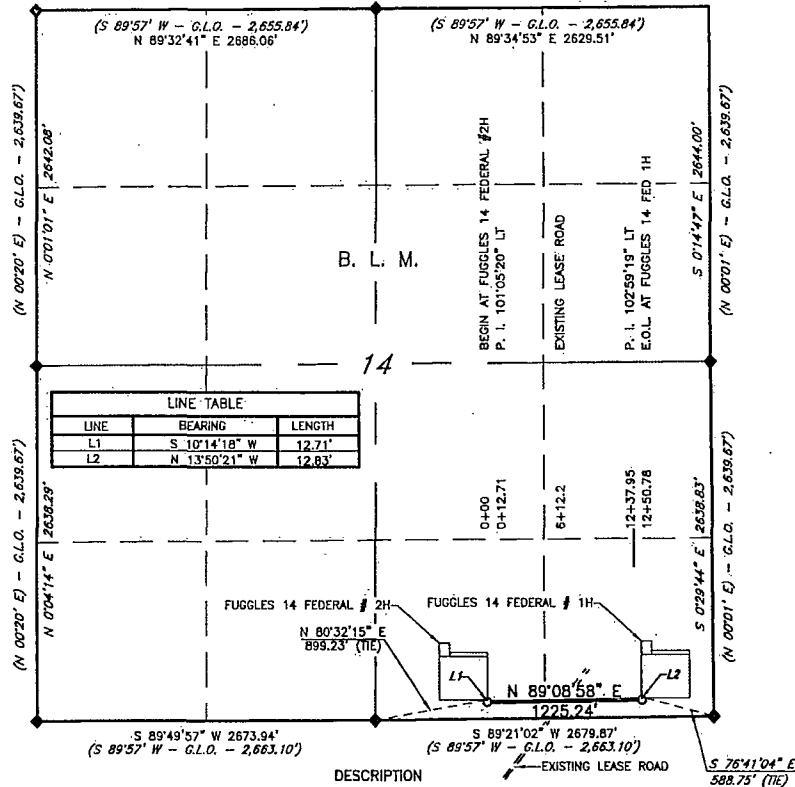 (S 89'57' W - G.L.O. - 2,655.84')
N 89'32'41" E 2686.06'
(S 89'57' W - G.L.O. - 2,655.84')
N 89'34'53" E 2629.51'
(N 00'20' E) - G.L.O. - 2,639.67')
N 0'01'01" E 2642.08'
B. L. M.
BEGIN AT FUGGLES 14 FEDERAL #2H
P. I. 101'05'20" LT
EXISTING LEASE ROAD
P. I. 102'59'19" LT
E.O.L. AT FUGGLES 14 FED 1H
S 0'14'47" E 2644.00'
(N 00'01' E) - G.L.O. - 2,639.67')
14
LINE TABLE
LINE BEARING LENGTH
L1 S 10'14'18" W 12.71'
L2 N 13'50'21" W 12.83'
(N 00'20' E) - G.L.O. - 2,639.67')
N 0'04'14" E 2638.29'
0+00
0+12.71
6+12.2
12+37.95
12+50.78
S 0'29'44" E 2638.83'
(N 00'01' E) - G.L.O. - 2,639.67')
FUGGLES 14 FEDERAL # 2H
FUGGLES 14 FEDERAL # 1H
N 80'32'15" E
899.23' (TIE)
L1
L2
N 89'08'58" E
1225.24'
S 89'49'57" W 2673.94'
(S 89'57' W - G.L.O. - 2,663.10')
S 89'21'02" W 2679.87'
(S 89'57' W - G.L.O. - 2,663.10')
S 76'41'04" E
588.75' (TIE)
EXISTING LEASE ROAD
DESCRIPTION